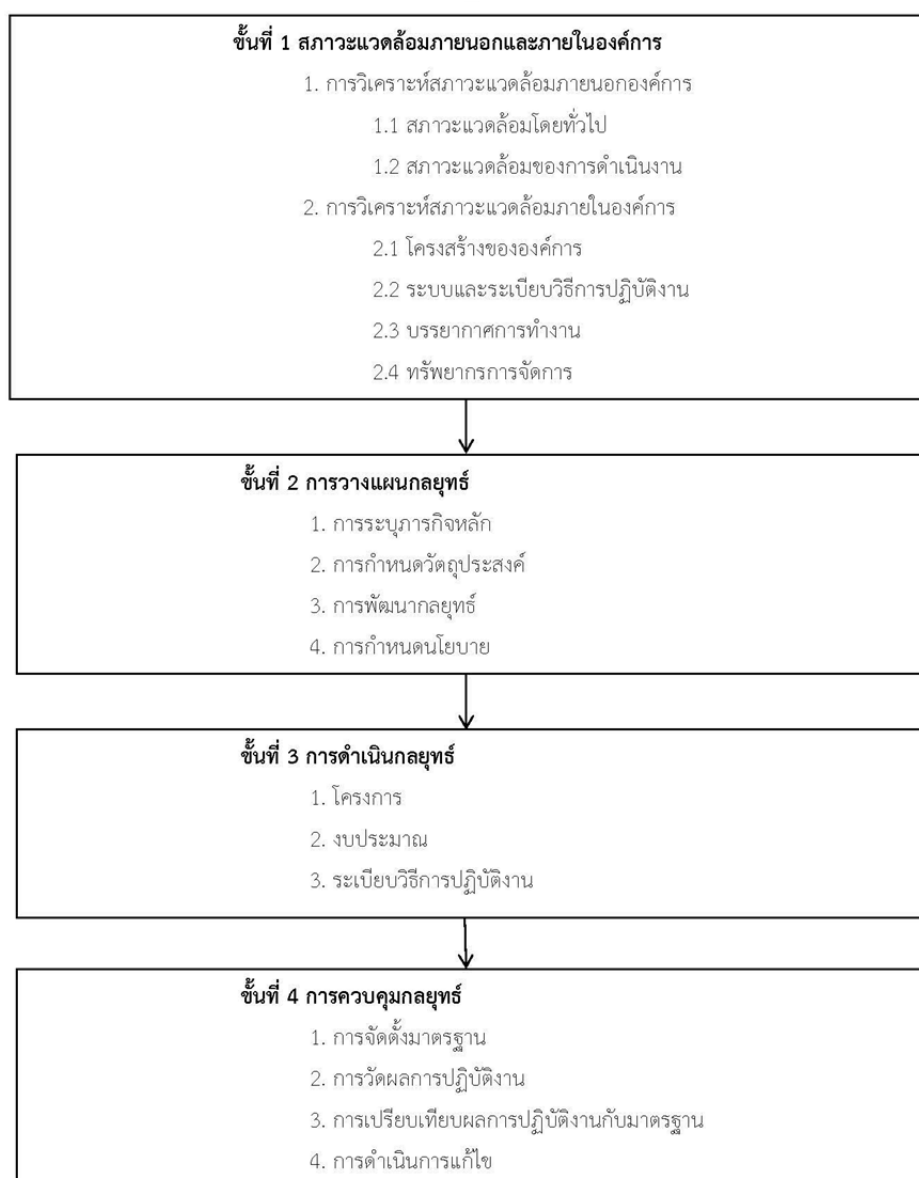 ขั้นที่ 1 สภาวะแวดล้อมภายนอกและภายในองค์การ
1. การวิเคราะห์สภาวะแวดล้อมภายนอกองค์การ
1.1 สภาวะแวดล้อมโดยทั่วไป
1.2 สภาวะแวดล้อมของการดำเนินงาน
2. การวิเคราะห์สภาวะแวดล้อมภายในองค์การ
2.1 โครงสร้างขององค์การ
2.2 ระบบและระเบียบวิธีการปฏิบัติงาน
2.3 บรรยากาศการทำงาน
2.4 ทรัพยากรการจัดการ
ขั้นที่ 2 การวางแผนกลยุทธ์
1. การระบุภารกิจหลัก
2. การกำหนดวัตถุประสงค์
3. การพัฒนากลยุทธ์
4. การกำหนดนโยบาย
ขั้นที่ 3 การดำเนินกลยุทธ์
1. โครงการ
2. งบประมาณ
3. ระเบียบวิธีการปฏิบัติงาน
ขั้นที่ 4 การควบคุมกลยุทธ์
1. การจัดตั้งมาตรฐาน
2. การวัดผลการปฏิบัติงาน
3. การเปรียบเทียบผลการปฏิบัติงานกับมาตรฐาน
4. การดำเนินการแก้ไข